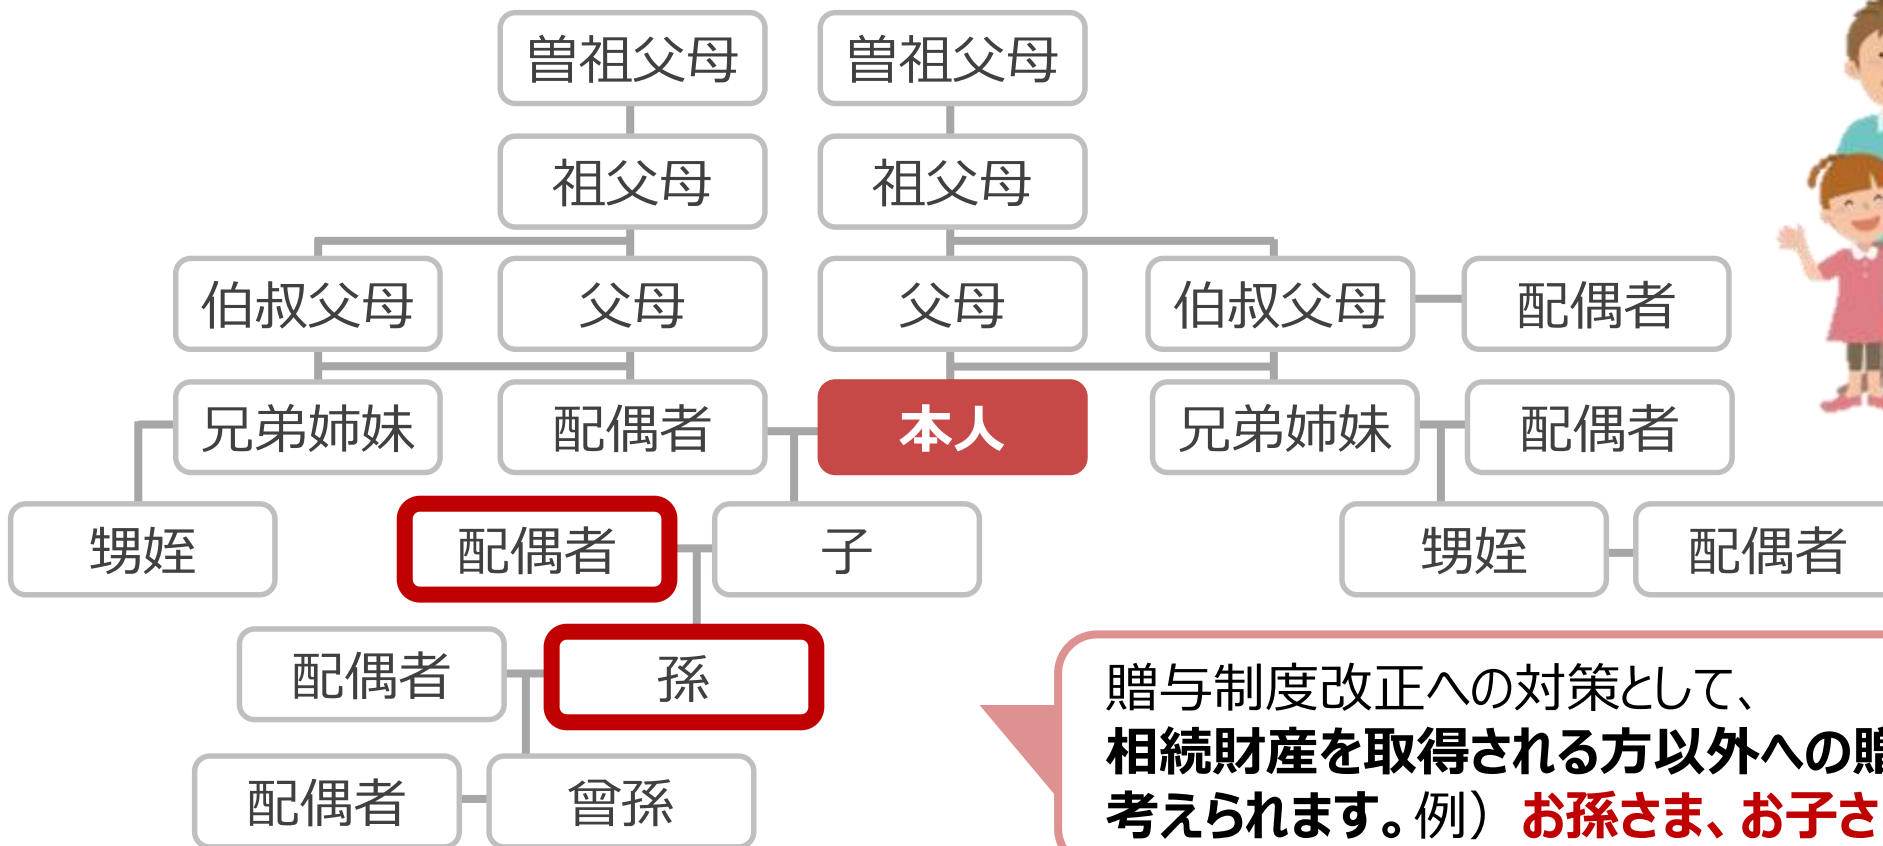 曽祖父母 曽祖父母
祖父母 祖父母
伯叔父母 父母 父母 伯叔父母 配偶者
兄弟姉妹 配偶者 本人 兄弟姉妹 配偶者
甥姪 配偶者 子 甥姪 配偶者
配偶者 孫
配偶者 曾孫
贈与制度改正への対策として、
相続財産を取得される方以外への贈
考えられます。例）お孫さま、お子さ